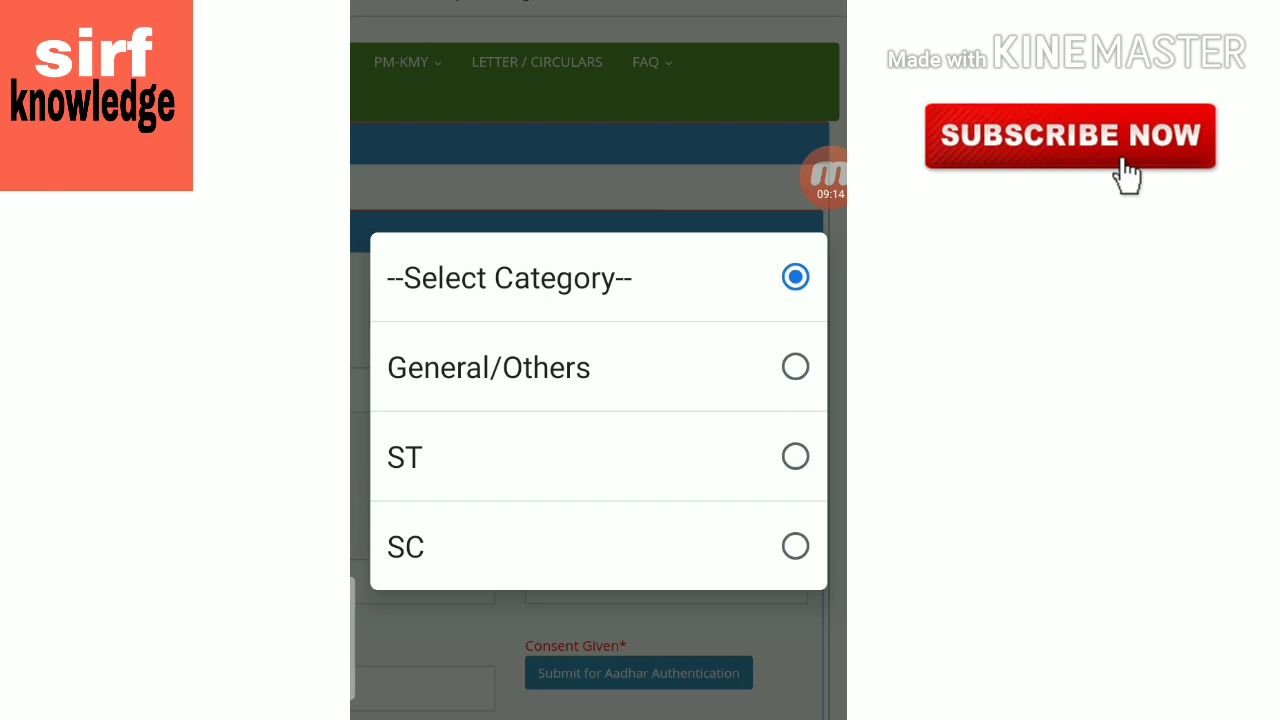 sirf
knowledge
PM-KMY
LETTER / CIRCULARS
FAQ
Made with KINEMASTER
SUBSCRIBE NOW
09:14
--Select Category--
General/Others
ST
SC
Consent Given*
Submit for Aadhar Authentication